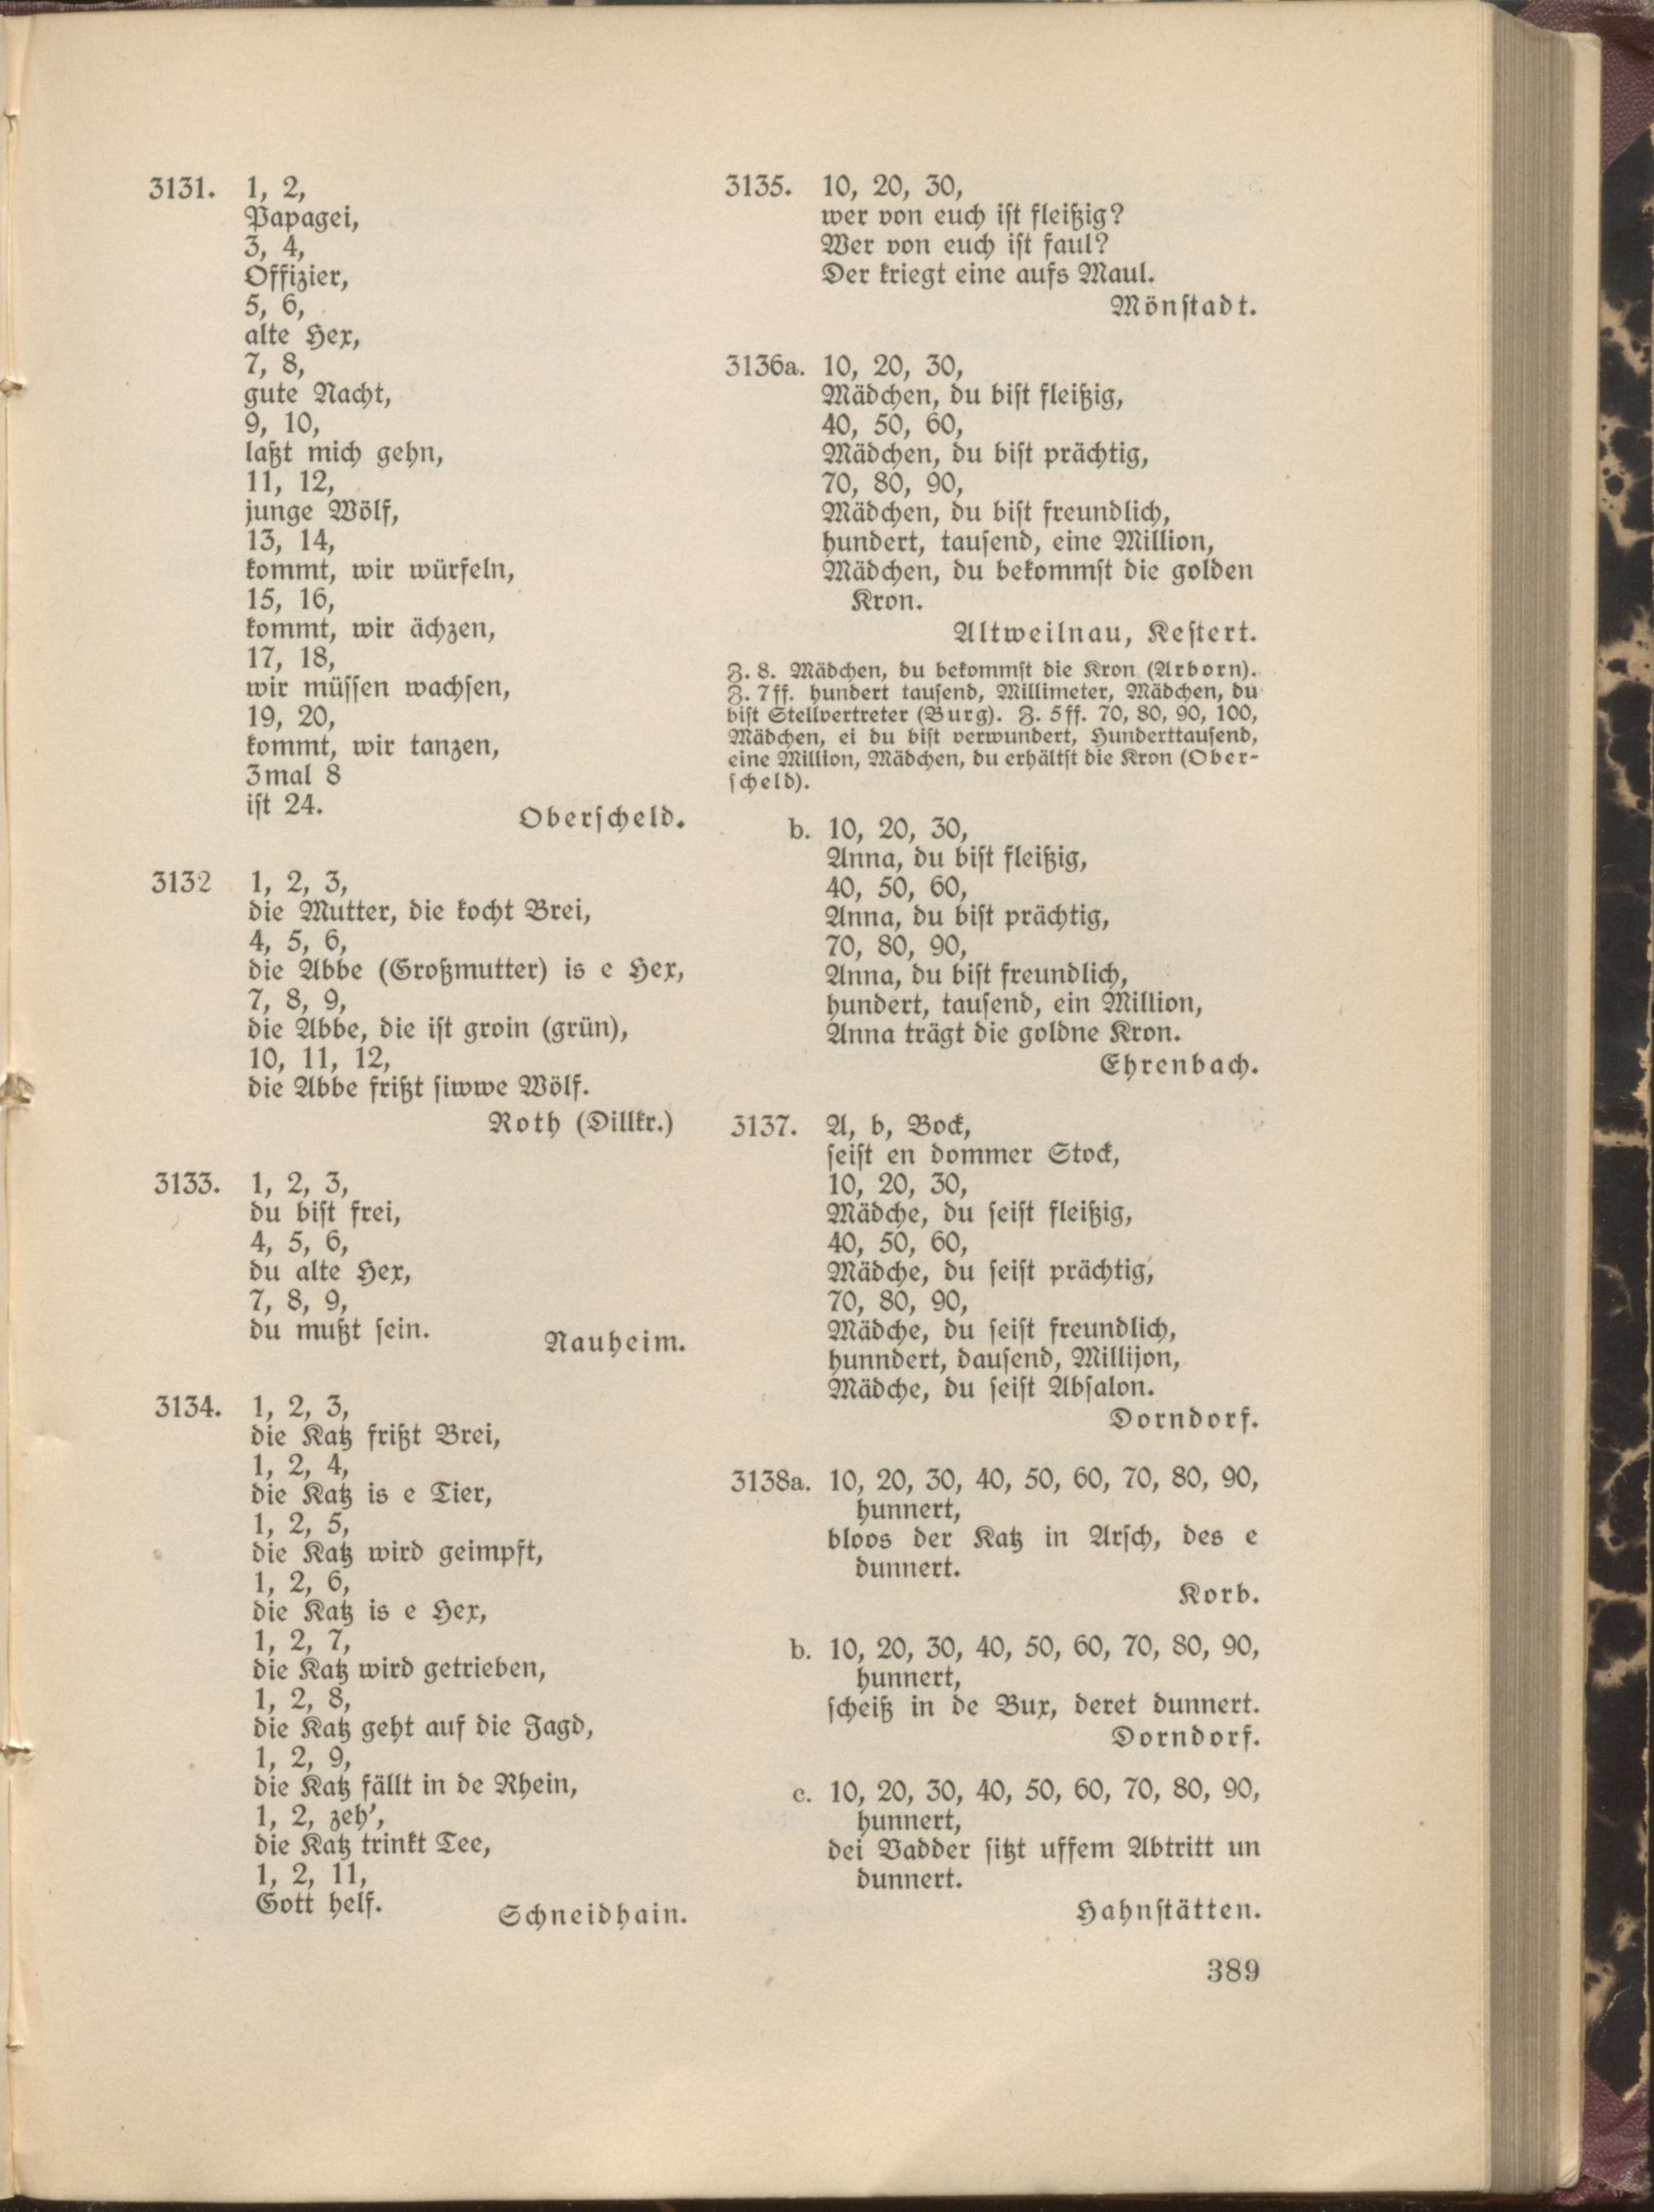 3131. 1, 2,
Papagei,
3, 4,
Offizier,
5, 6,
alte Hex,
7, 8,
gute Nacht,
9, 10,
laßt mich gehn,
11, 12,
junge Wölf,
13, 14,
kommt, wir würfeln,
15, 16,
kommt, wir ächzen,
17, 18,
wir müssen wachsen,
19, 20,
kommt, wir tanzen,
3mal 8
ist 24.
Oberscheld.
3132 1, 2, 3,
die Mutter, die kocht Brei,
4, 5, 6,
die Abbe (Großmutter) is e Hex,
7, 8, 9,
die Abbe, die ist groin (grün),
10, 11, 12,
die Abbe frißt siwwe Wölf.
Roth (Dillkr.)
3133. 1, 2, 3,
du bist frei,
4, 5, 6,
du alte Hex,
7, 8, 9,
du mußt sein.
Nauheim.
3134. 1, 2, 3,
die Katz frißt Brei,
1, 2, 4,
die Katz is e Tier,
1, 2, 5,
die Katz wird geimpft,
1, 2, 6,
die Katz is e Hex,
1, 2, 7,
die Katz wird getrieben,
1, 2, 8,
die Katz geht auf die Jagd,
1, 2, 9,
die Katz fällt in de Rhein,
1, 2, zeh',
die Katz trinkt Tee,
1, 2, 11,
Gott helf.
Schneidhain.
3135. 10, 20, 30,
wer von euch ist fleißig?
Wer von euch ist faul?
Der kriegt eine aufs Maul.
Mönstadt.
3136a. 10, 20, 30,
Mädchen, du bist fleißig,
40, 50, 60,
Mädchen, du bist prächtig,
70, 80, 90,
Mädchen, du bist freundlich,
hundert, tausend, eine Million,
Mädchen, du bekommst die golden
Kron.
Altweilnau, Kestert.
Z. 8. Mädchen, du bekommst die Kron (Arborn).
Z. 7ff. hundert tausend, Millimeter, Mädchen, du
bist Stellvertreter (Burg). Z. 5ff. 70, 80, 90, 100,
Mädchen, ei du bist verwundert, Hunderttausend,
eine Million, Mädchen, du erhältst die Kron (Ober-
scheld).
b. 10, 20, 30,
Anna, du bist fleißig,
40, 50, 60,
Anna, du bist prächtig,
70, 80, 90,
Anna, du bist freundlich,
hundert, tausend, ein Million,
Anna trägt die goldne Kron.
Ehrenbach.
3137. A, b, Bock,
seist en dommer Stock,
10, 20, 30,
Mädche, du seist fleißig,
40, 50, 60,
Mädche, du seist prächtig,
70, 80, 90,
Mädche, du seist freundlich,
hunndert, dausend, Millijon,
Mädche, du seist Absalon.
Dorndorf.
3138a. 10, 20, 30, 40, 50, 60, 70, 80, 90,
hunnert,
bloos der Katz in Arsch, des e
dunnert.
Korb.
b. 10, 20, 30, 40, 50, 60, 70, 80, 90,
hunnert,
scheiß in de Bux, deret dunnert.
Dorndorf.
c. 10, 20, 30, 40, 50, 60, 70, 80, 90,
hunnert,
dei Vadder sitzt uffem Abtritt un
dunnert.
Hahnstätten.
389